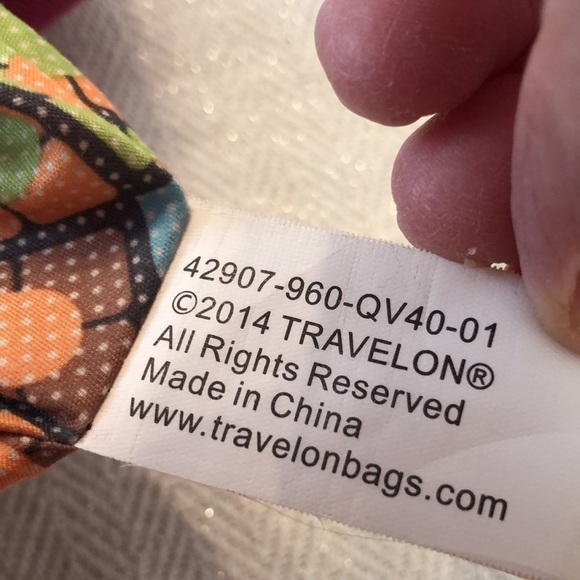 42907-960-QV40-01
©2014 TRAVELON®
All Rights Reserved
Made in China
www.travelonbags.com